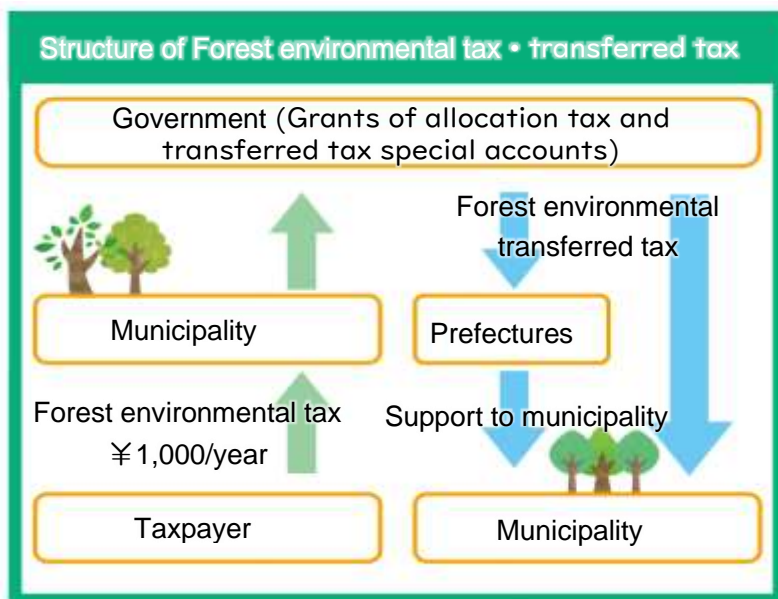 Structure of Forest environmental tax • transferred tax
Government (Grants of allocation tax and
transferred tax special accounts)
Forest environmental
transferred tax
Municipality
Prefectures
Forest environmental tax
￥1,000/year
Support to municipality
Taxpayer
Municipality